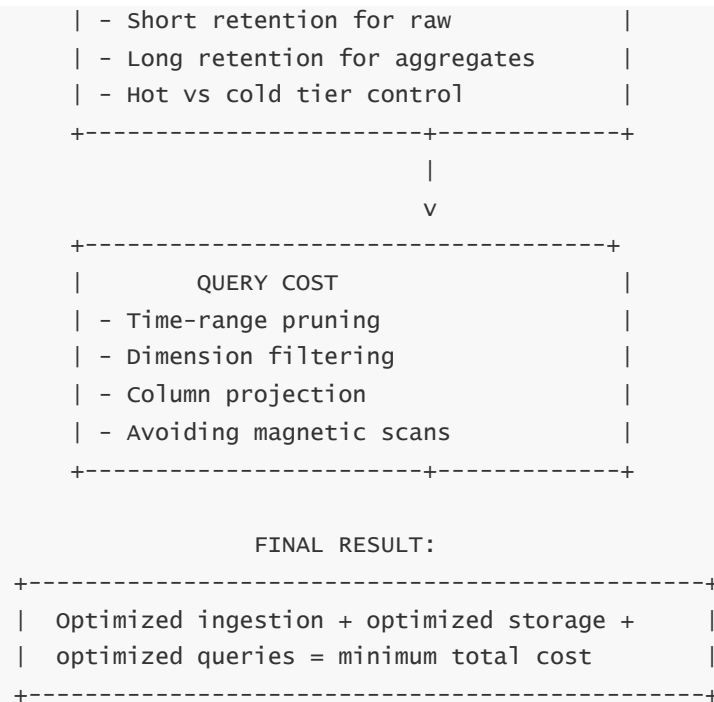 | - Short retention for raw |
| - Long retention for aggregates |
| - Hot vs cold tier control |
+------------------------+-------------+
|
v
+-------------------------------------+
| QUERY COST |
| - Time-range pruning |
| - Dimension filtering |
| - Column projection |
| - Avoiding magnetic scans |
+------------------------+-------------+
FINAL RESULT:
+------------------------------------------------+
| Optimized ingestion + optimized storage + |
| optimized queries = minimum total cost |
+------------------------------------------------+